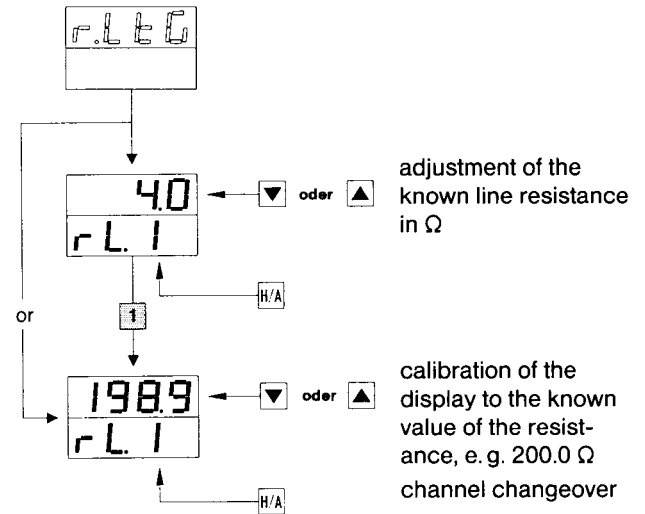 r.LtG
4.0
▼ oder ▲
adjustment of the
known line resistance
in Ω
rL. 1
H/A
or
1
198.9
▼ oder ▲
calibration of the
display to the known
value of the resist-
ance, e. g. 200.0 Ω
rL. 1
channel changeover
H/A